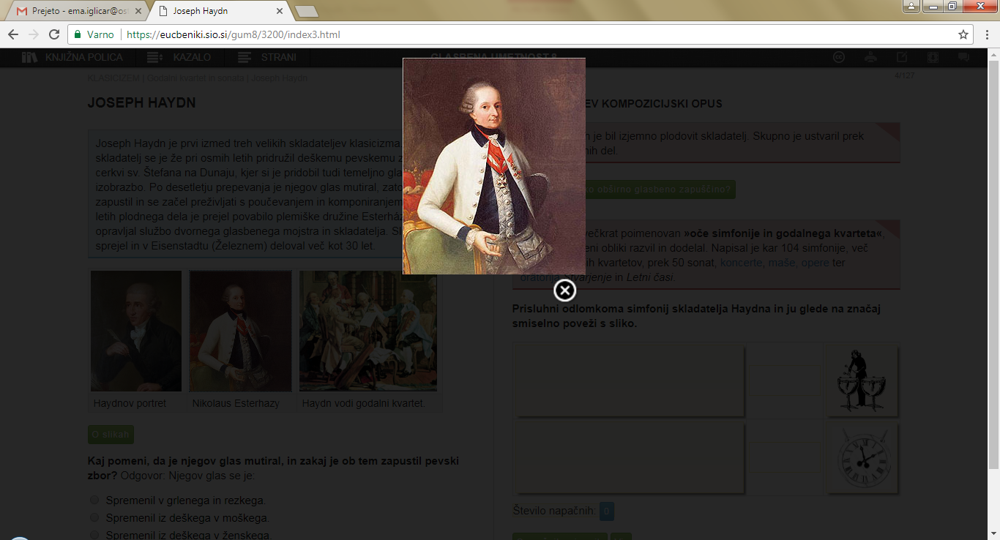 Prejeto - ema.iglicar@os
Joseph Haydn
Varno
https://eucbeniki.sio.si/gum8/3200/index3.html
KNJIŽNA POLICA
KAZALO
STRANI
GLASBENA UMETNOST 8
KLASICIZEM | Godalni kvartet in sonata | Joseph Haydn
4/127
JOSEPH HAYDN
Joseph Haydn je prvi izmed treh velikih skladateljev klasicizma.
skladatelj se je že pri osmih letih pridružil deškemu pevskemu
cerkvi sv. Štefana na Dunaju, kjer si je pridobil tudi temeljno
izobrazbo. Po desetletju prepevanja je njegov glas mutiral, zato
zapustil in se začel preživljati s poučevanjem in komponiranjem
letih plodnega dela je prejel povabilo plemiške družine
opravljal službo dvornega glasbenega mojstra in skladatelja.
sprejel in v Eisenstadtu (Železnem) deloval več kot 30 let.
Haydnov portret
Nikolaus Esterhazy
Haydn vodi godalni kvartet.
O slikah
Kaj pomeni, da je njegov glas mutiral, in zakaj je ob tem zapustil pevski
zbor? Odgovor: Njegov glas se je:
Spremenil v grlenega in rezkega.
Spremenil iz deškega v moškega.
Spremenil iz deškega v ženskega.
EV KOMPOZICIJSKI OPUS
je bil izjemno plodovit skladatelj. Skupno je ustvaril prek
del.
obširno glasbeno zapuščino?
večkrat poimenovan »oče simfonije in godalnega kvarteta«,
obliki razvil in dodelal. Napisal je kar 104 simfonije, več
kvartetov, prek 50 sonat, koncerte, maše, opere ter
oratorija Stvarjenje in Letni časi.
Prisluhni odlomkoma simfonij skladatelja Haydna in ju glede na značaj
smiselno poveži s sliko.
Število napačnih: 0